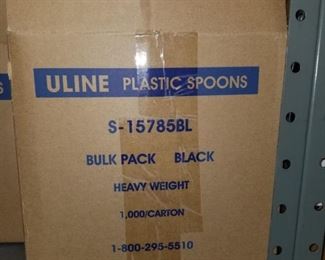 ULINE PLASTIC SPOONS
S-15785BL
BULK PACK BLACK
HEAVY WEIGHT
1,000/CARTON
1-800-295-5510
S